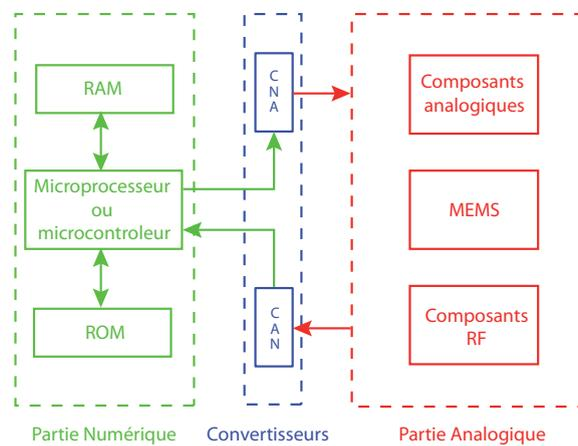 RAM
Microprocesseur
ou
microcontroleur
ROM
Partie Numérique
C
N
A
C
A
N
Convertisseurs
Composants
analogiques
MEMS
Composants
RF
Partie Analogique